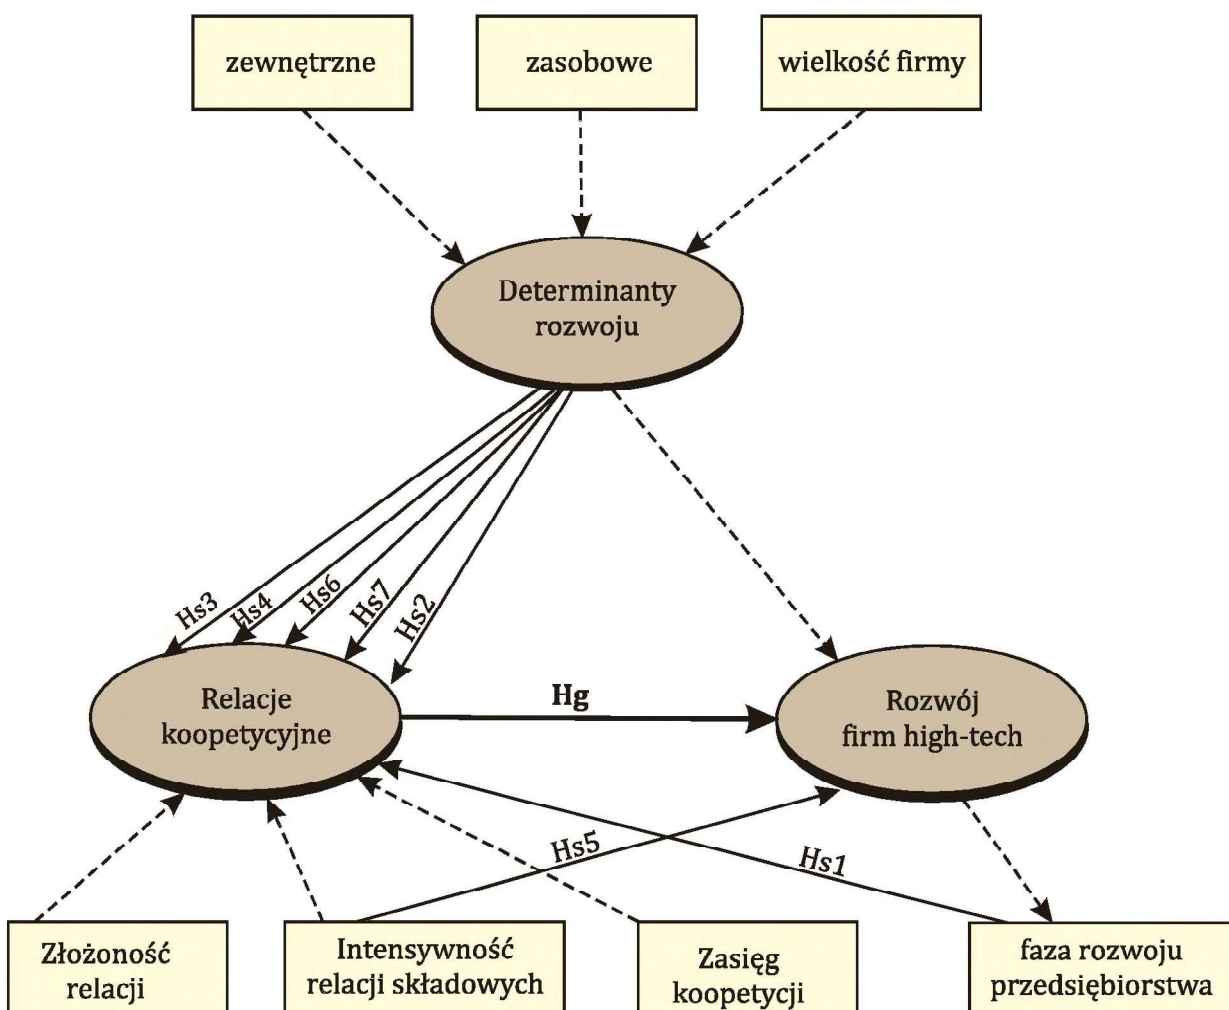 zewnętrzne
zasobowe
wielkość firmy
Determinanty
rozwoju
Hs3
Hs4
Hs6
Hs7
Hs2
Relacje
koopetycyjne
Hg
Rozwój
firm high-tech
Hs5
Hs1
Złożoność
relacji
Intensywność
relacji składowych
Zasięg
koopetycji
faza rozwoju
przedsiębiorstwa